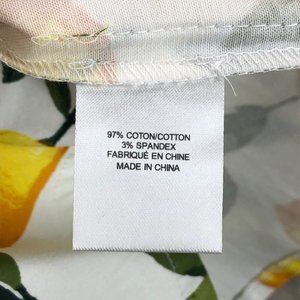 97% COTON/COTTON
3% SPANDEX
FABRIQUÉ EN CHINE
MADE IN CHINA